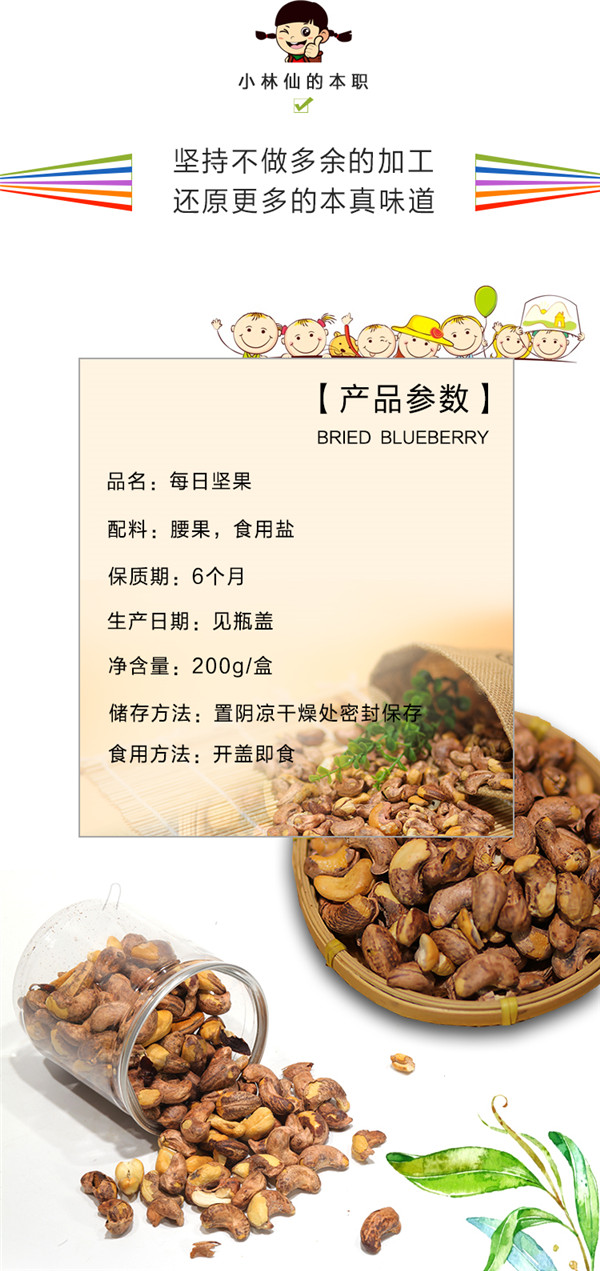 小林仙的本职
坚持不做多余的加工
还原更多的本真味道
【产品参数】
BRIED BLUEBERRY
品名：每日坚果
配料：腰果，食用盐
保质期：6个月
生产日期：见瓶盖
净含量：200g/盒
储存方法：置阴凉干燥处密封保存
食用方法：开盖即食